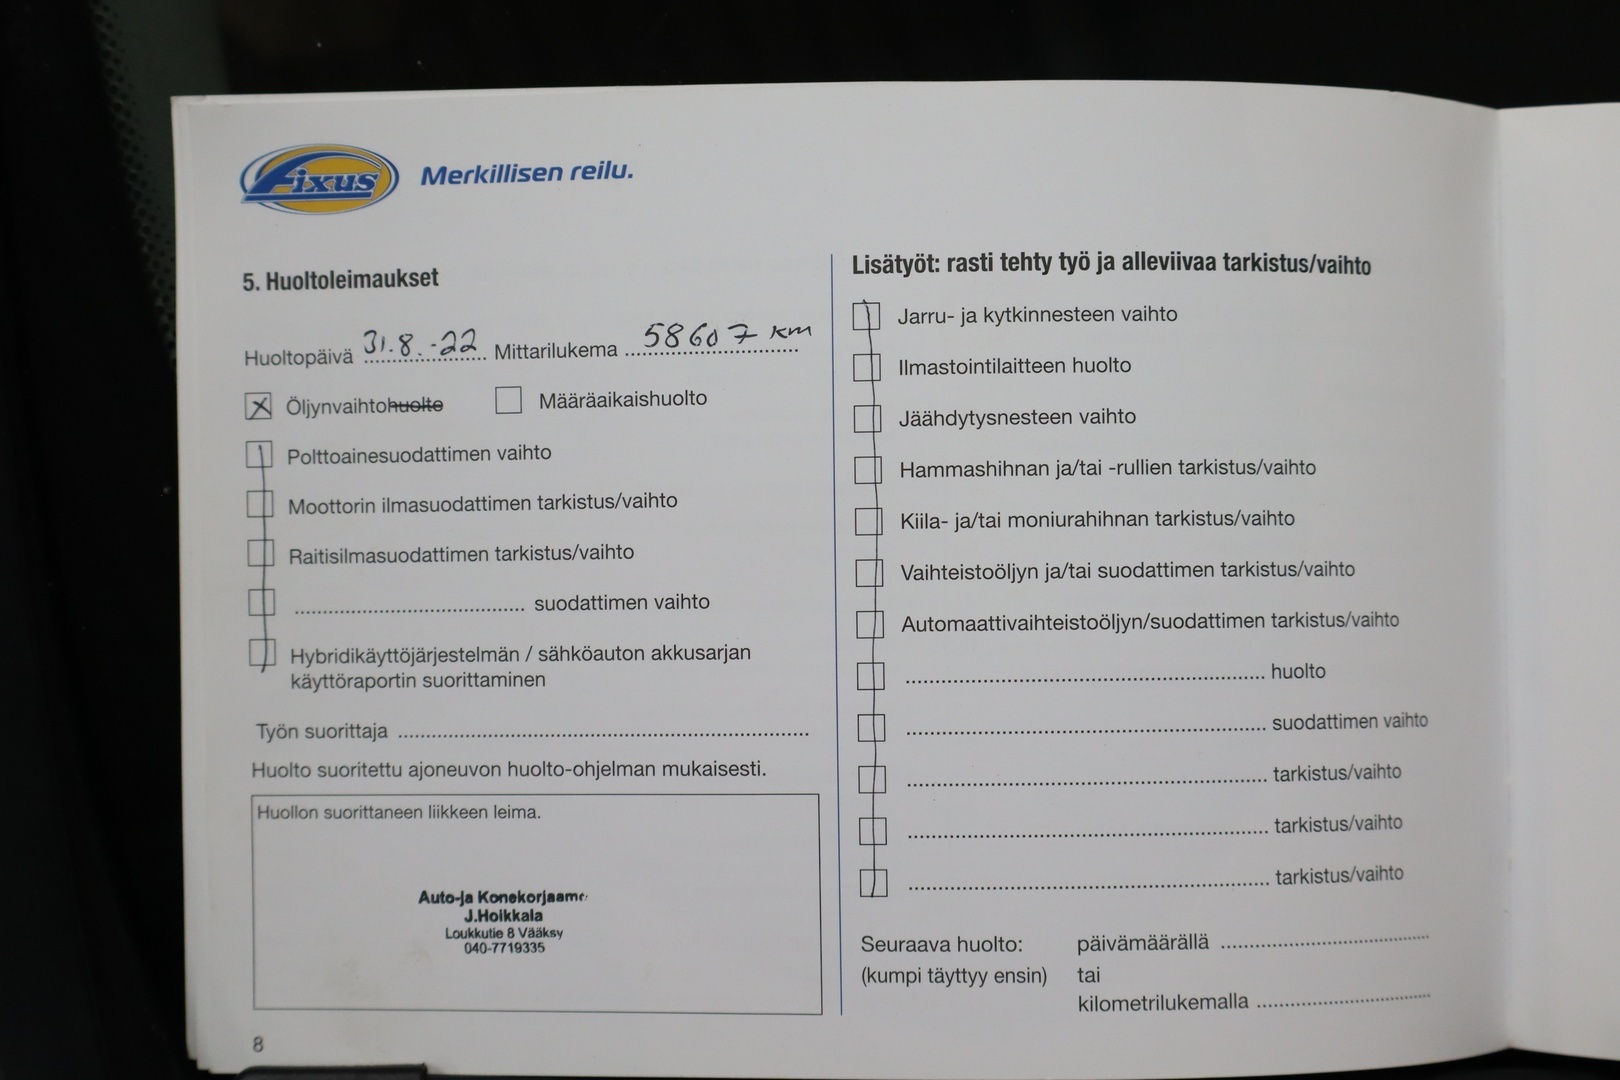 Fixus Merkillisen reilu.
5. Huoltoleimaukset
Huoltopäivä 31.8.-22 Mittarilukema 58607 km
Öljynvaihtohuolto Määräaikaishuolto
Polttoainesuodattimen vaihto
Moottorin ilmasuodattimen tarkistus/vaihto
Raitisilmasuodattimen tarkistus/vaihto
suodattimen vaihto
Hybridikäyttöjärjestelmän / sähköauton akkusarjan
käyttöraportin suorittaminen
Työn suorittaja
Huolto suoritettu ajoneuvon huolto-ohjelman mukaisesti.
Huollon suorittaneen liikkeen leima.
Auto-ja Konekorjaamo
J.Hoikkala
Loukkutie 8 Vääksy
040-7719335
8
Lisätyöt: rasti tehty työ ja alleviivaa tarkistus/vaihto
Jarru- ja kytkinnesteen vaihto
Ilmastointilaitteen huolto
Jäähdytysnesteen vaihto
Hammashihnan ja/tai -rullien tarkistus/vaihto
Kiila- ja/tai moniurahihnan tarkistus/vaihto
Vaihteistoöljyn ja/tai suodattimen tarkistus/vaihto
Automaattivaihteistoöljyn/suodattimen tarkistus/vaihto
huolto
suodattimen vaihto
tarkistus/vaihto
tarkistus/vaihto
tarkistus/vaihto
Seuraava huolto: päivämäärällä
(kumpi täyttyy ensin) tai
kilometrilukemalla